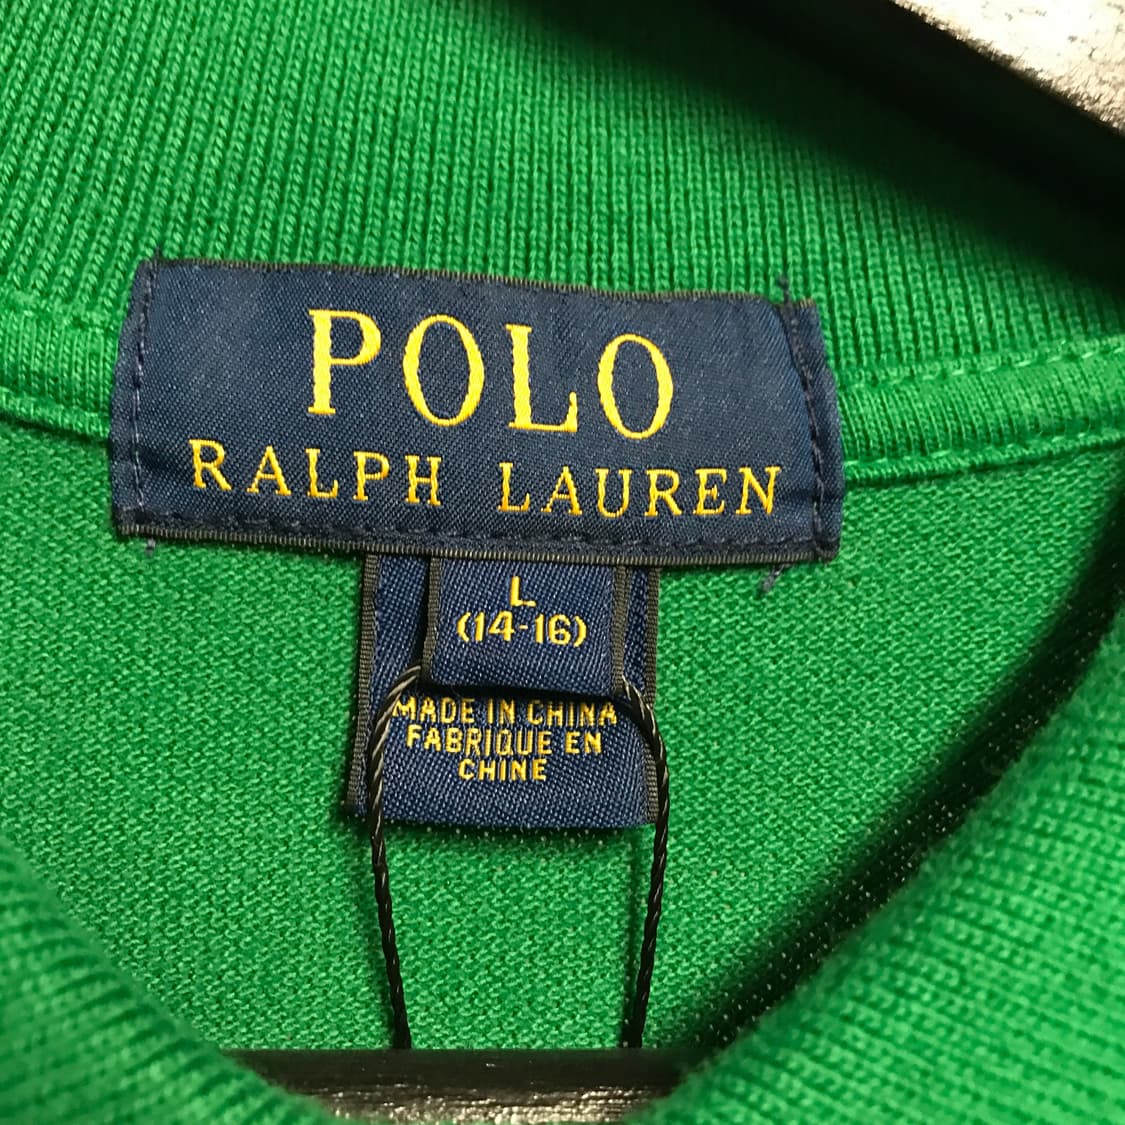 POLO
RALPH LAUREN
L
(14-16)
MADE IN CHINA
FABRIQUE EN
CHINE